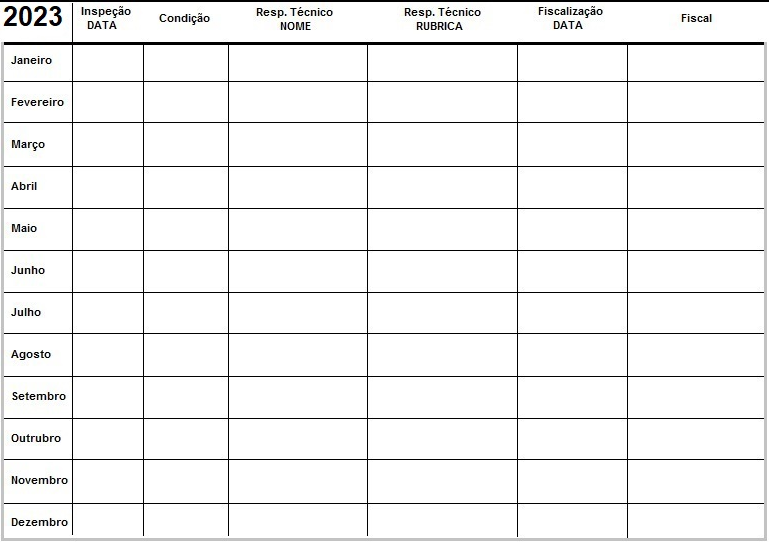 2023
Inspeção
DATA
Condição
Resp. Técnico
NOME
Resp. Técnico
RUBRICA
Fiscalização
DATA
Fiscal
Janeiro
Fevereiro
Março
Abril
Maio
Junho
Julho
Agosto
Setembro
Outrubro
Novembro
Dezembro